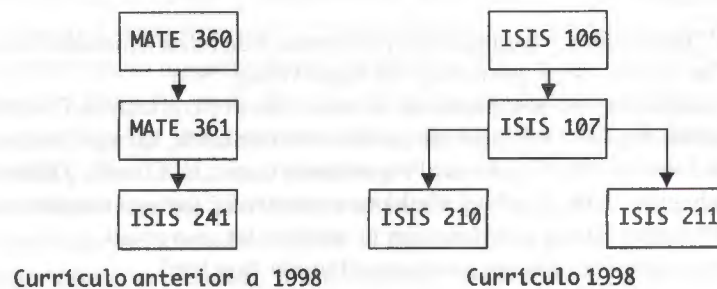 MATE 360
ISIS 106
MATE 361
ISIS 107
ISIS 241
ISIS 210
ISIS 211
Currículo anterior a 1998
Currículo 1998